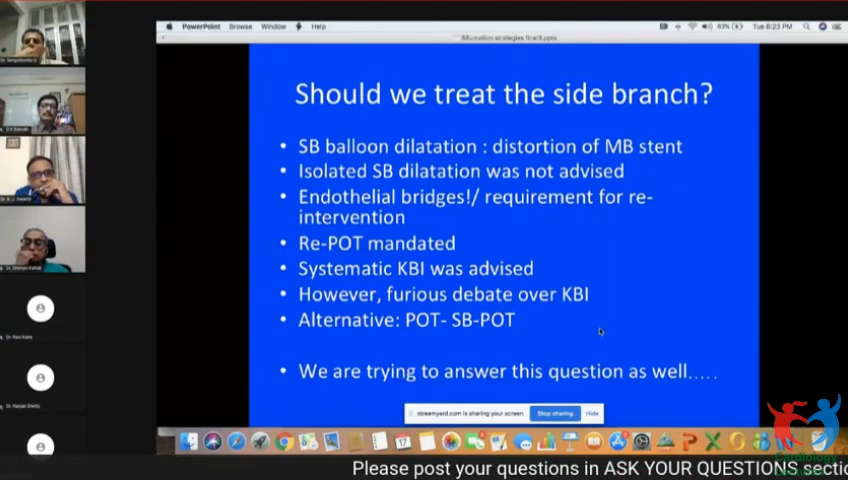 PowerPoint Browse Window Help
83%
Tue 8:23 PM
Bifurcation strategies final3.pptx
Should we treat the side branch?
• SB balloon dilatation : distortion of MB stent
• Isolated SB dilatation was not advised
• Endothelial bridges!/ requirement for re-
intervention
• Re-POT mandated
• Systematic KBI was advised
• However, furious debate over KBI
• Alternative: POT- SB-POT
• We are trying to answer this question as well.....
streamyard.com is sharing your screen.
Stop sharing
Hide
17
Cardiology
Please post your questions in ASK YOUR QUESTIONS sectio